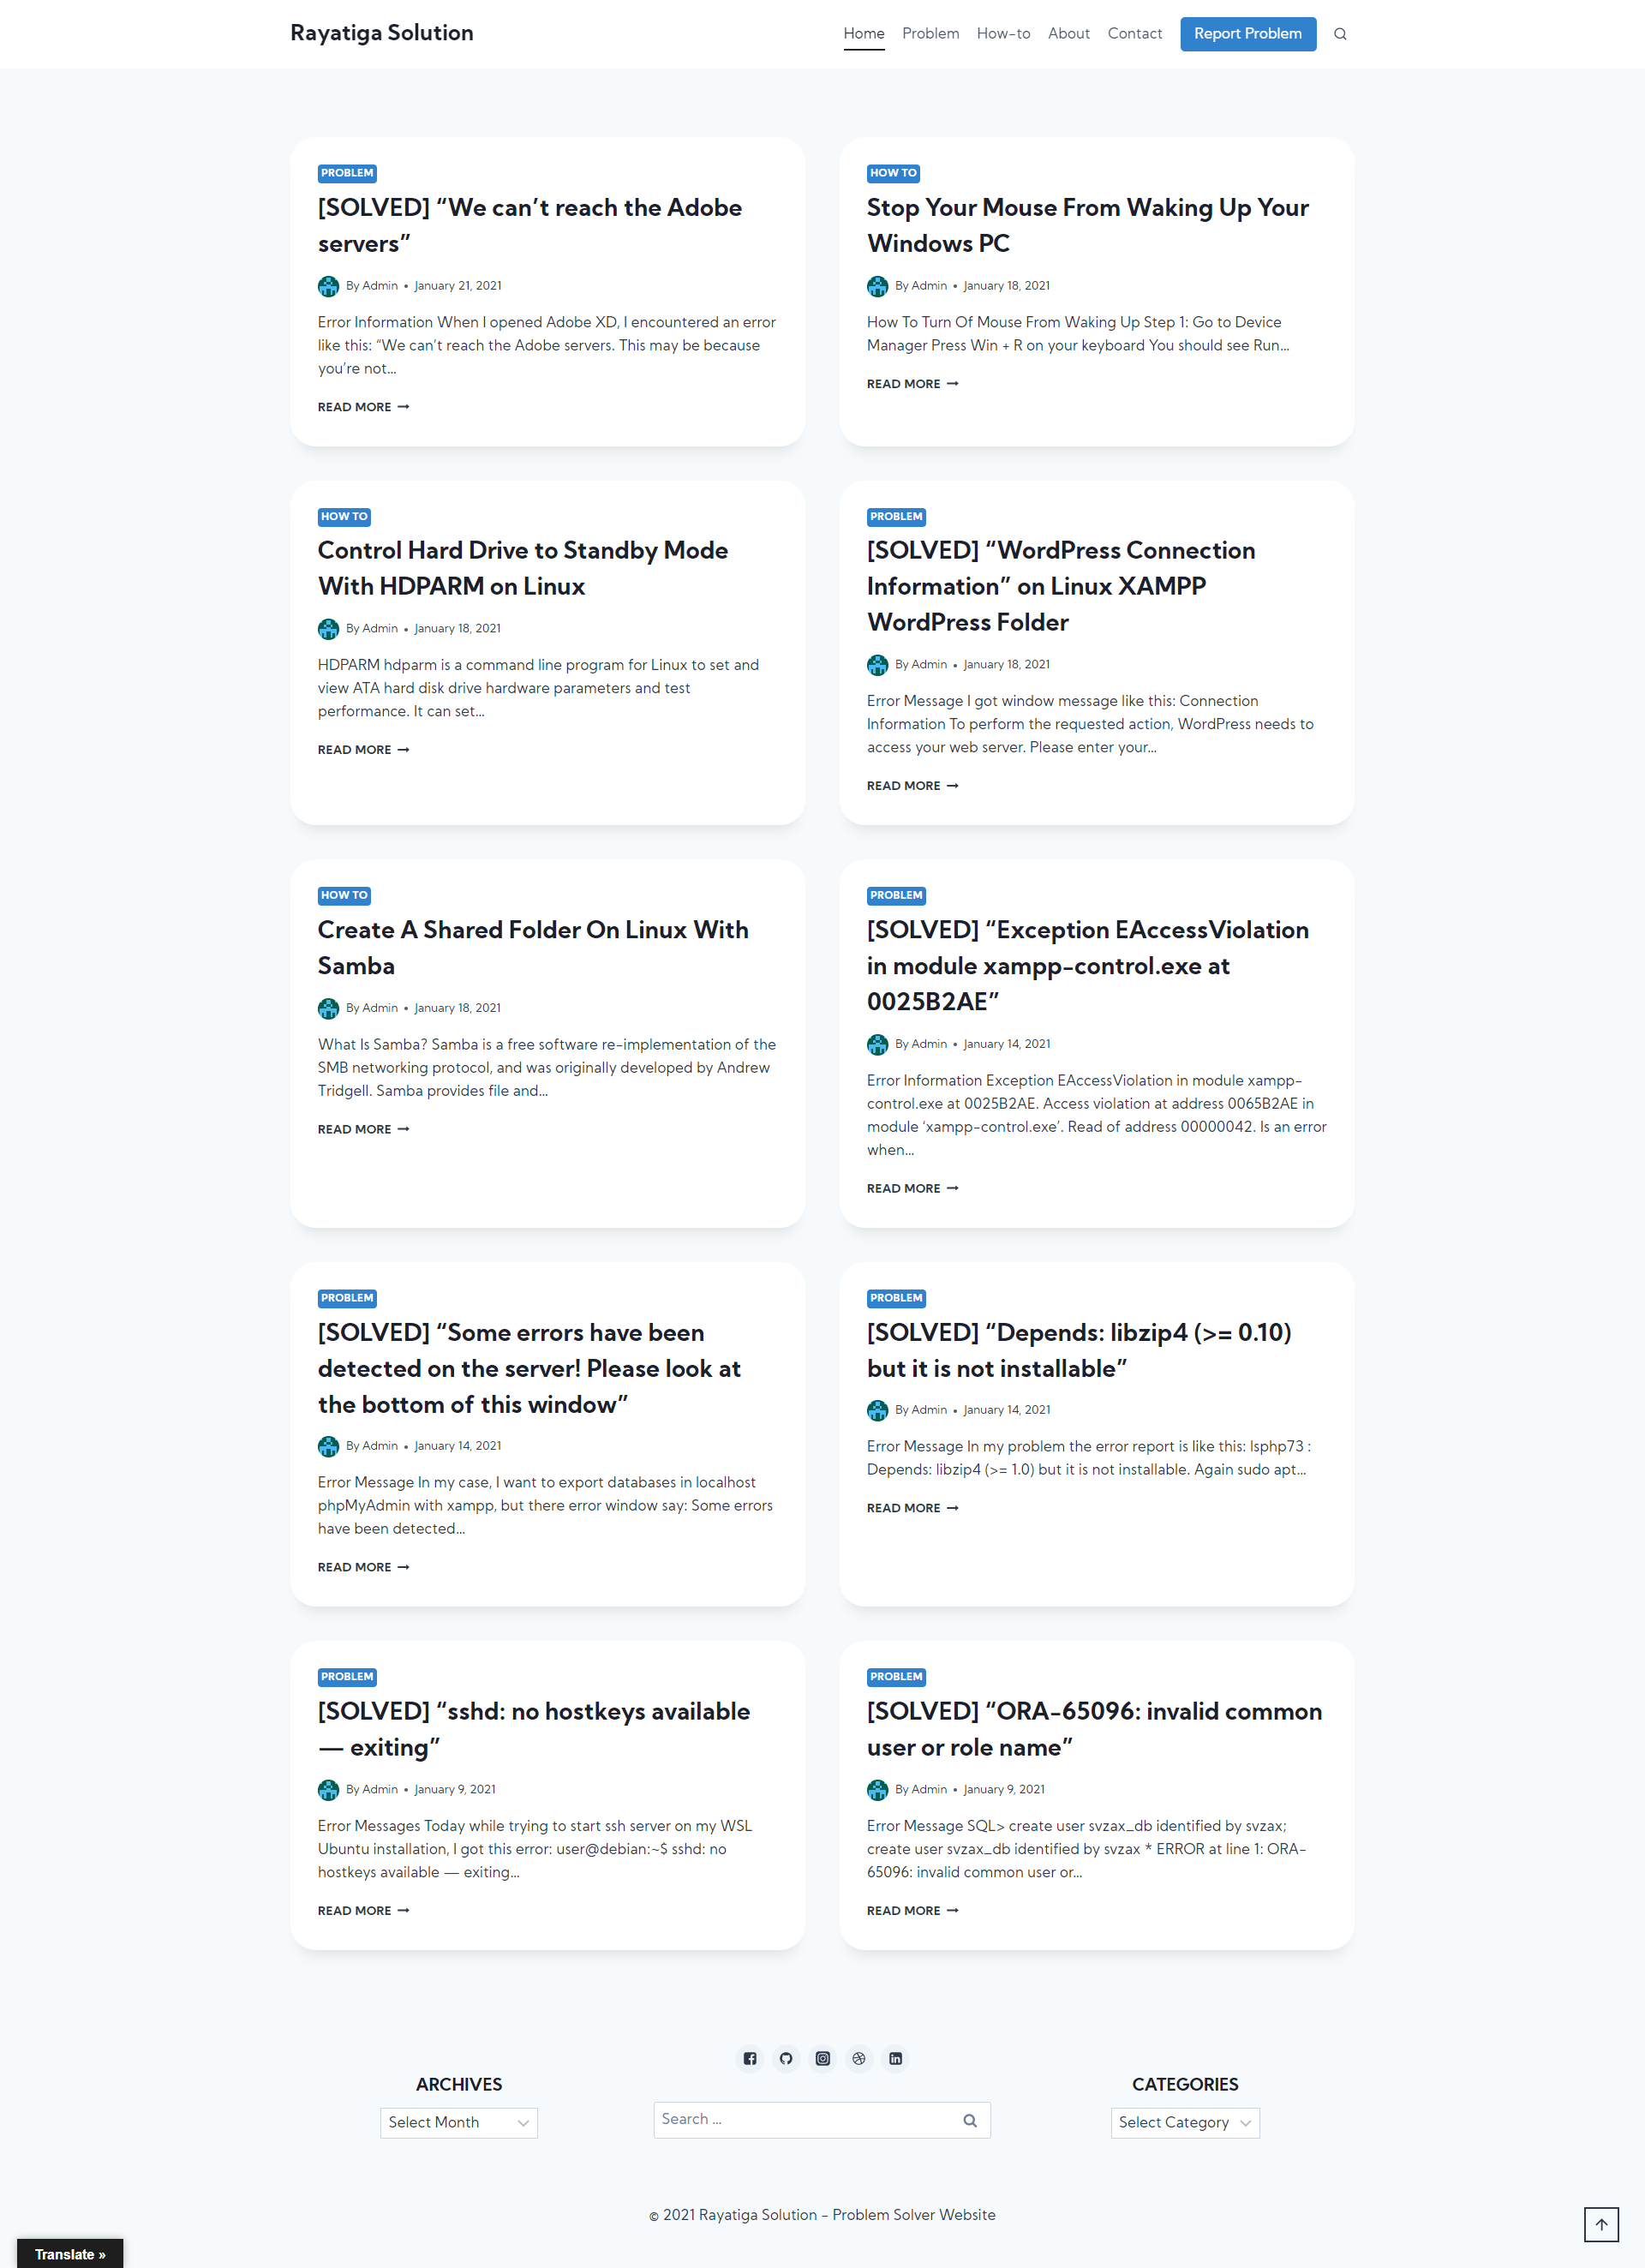 Rayatiga Solution
Home Problem How-to About Contact Report Problem
PROBLEM
[SOLVED] “We can’t reach the Adobe
servers”
By Admin • January 21, 2021
Error Information When I opened Adobe XD, I encountered an error
like this: “We can’t reach the Adobe servers. This may be because
you’re not…
READ MORE →
HOW TO
Stop Your Mouse From Waking Up Your
Windows PC
By Admin • January 18, 2021
How To Turn Of Mouse From Waking Up Step 1: Go to Device
Manager Press Win + R on your keyboard You should see Run…
READ MORE →
HOW TO
Control Hard Drive to Standby Mode
With HDPARM on Linux
By Admin • January 18, 2021
HDPARM hdparm is a command line program for Linux to set and
view ATA hard disk drive hardware parameters and test
performance. It can set…
READ MORE →
PROBLEM
[SOLVED] “WordPress Connection
Information” on Linux XAMPP
WordPress Folder
By Admin • January 18, 2021
Error Message I got window message like this: Connection
Information To perform the requested action, WordPress needs to
access your web server. Please enter your…
READ MORE →
HOW TO
Create A Shared Folder On Linux With
Samba
By Admin • January 18, 2021
What Is Samba? Samba is a free software re-implementation of the
SMB networking protocol, and was originally developed by Andrew
Tridgell. Samba provides file and…
READ MORE →
PROBLEM
[SOLVED] “Exception EAccessViolation
in module xampp-control.exe at
0025B2AE”
By Admin • January 14, 2021
Error Information Exception EAccessViolation in module xampp-
control.exe at 0025B2AE. Access violation at address 0065B2AE in
module ‘xampp-control.exe’. Read of address 00000042. Is an error
when…
READ MORE →
PROBLEM
[SOLVED] “Some errors have been
detected on the server! Please look at
the bottom of this window”
By Admin • January 14, 2021
Error Message In my case, I want to export databases in localhost
phpMyAdmin with xampp, but there error window say: Some errors
have been detected…
READ MORE →
PROBLEM
[SOLVED] “Depends: libzip4 (>= 0.10)
but it is not installable”
By Admin • January 14, 2021
Error Message In my problem the error report is like this: lsphp73 :
Depends: libzip4 (>= 1.0) but it is not installable. Again sudo apt…
READ MORE →
PROBLEM
[SOLVED] “sshd: no hostkeys available
— exiting”
By Admin • January 9, 2021
Error Messages Today while trying to start ssh server on my WSL
Ubuntu installation, I got this error: user@debian:~$ sshd: no
hostkeys available — exiting…
READ MORE →
PROBLEM
[SOLVED] “ORA-65096: invalid common
user or role name”
By Admin • January 9, 2021
Error Message SQL> create user svzax_db identified by svzax;
create user svzax_db identified by svzax * ERROR at line 1: ORA-
65096: invalid common user or…
READ MORE →
ARCHIVES
Select Month
Search …
CATEGORIES
Select Category
© 2021 Rayatiga Solution - Problem Solver Website
Translate »